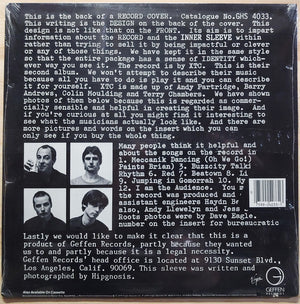 This is the back of a RECORD COVER. Catalogue No.GHS 4033.
This writing is the DESIGN on the back of the cover. This
design is not like that on the FRONT. Its aim is to impart
information about the RECORD and the INNER SLEEVE within
rather than trying to sell it by being impactful or clever
or any of those things. We have kept it in the same style
so that the entire package has a sense of IDENTITY which
ever way you see it. The record is by XTC. This is their
second album. We won't attempt to describe their music
because all you have to do is play it and you can describe
it for yourself. XTC is made up of Andy Partridge, Barry
Andrews, Colin Moulding and Terry Chambers. We have shown
photos of them below because this is regarded as commer-
cially sensible and helpful in creating their image. And
if you're curious at all you might find it interesting to
see what the musicians actually look like. And there are
more pictures and words on the insert which you can
only see if you buy the whole thing.
Many people think it helpful and
about the songs on the record i
1. Meccanik Dancing (Oh We Go!)
Paints Brian) 3. Buzzcity Talki
Rhythm 6. Red 7. Beatown 8. Li
9. Jumping in Gomorrah 10. My
12. I am the Audience. You m
the record was produced and
assistant engineers Haydn B
Andy Llewelyn and Jess
Roots photos were by Dave Eagle.
number on the insert for bureaucratic
Lastly we would like to make it clear that this is a
product of Geffen Records, partly because they wanted
us to and partly because it is a legal necessity.
Geffen Records' head office is located at 9130 Sunset Blvd.,
Los Angeles, Calif. 90069. This sleeve was written and
photographed by Hipgnosis.
Also Available On Cassette
Virgin
GEFFEN